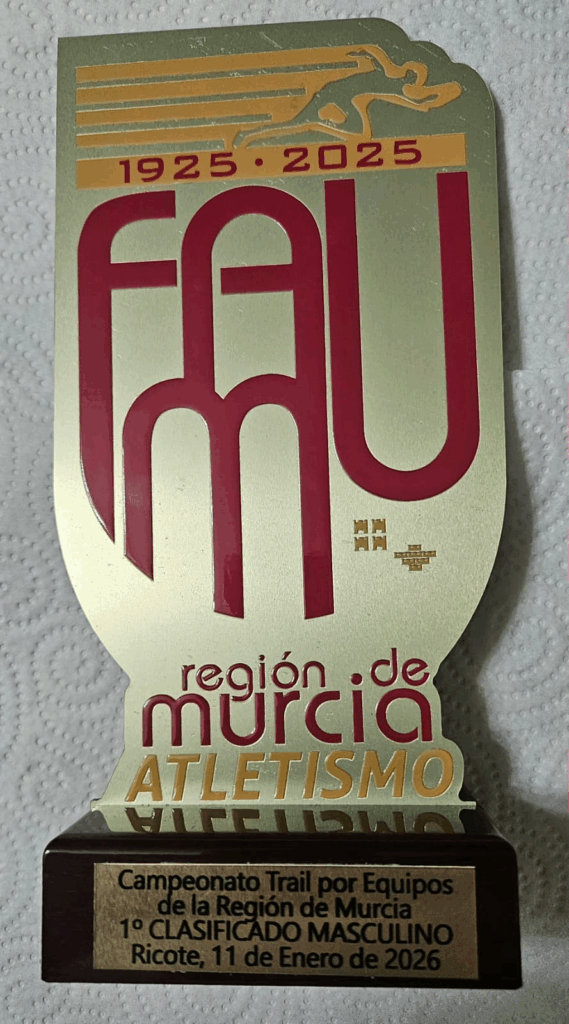 1925 · 2025
FAMU
región de
murcia
ATLETISMO
Campeonato Trail por Equipos
de la Región de Murcia
1º CLASIFICADO MASCULINO
Ricote, 11 de Enero de 2026